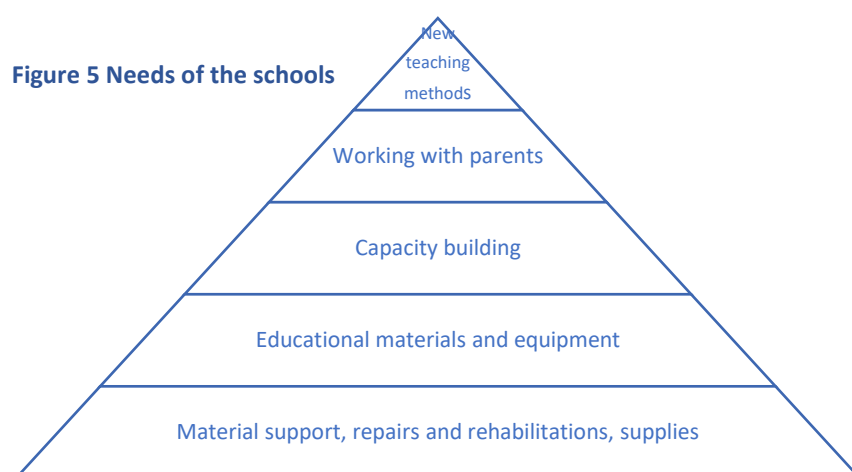 New
Figure 5 Needs of the schools
teaching
methods
Working with parents
Capacity building
Educational materials and equipment
Material support, repairs and rehabilitations, supplies